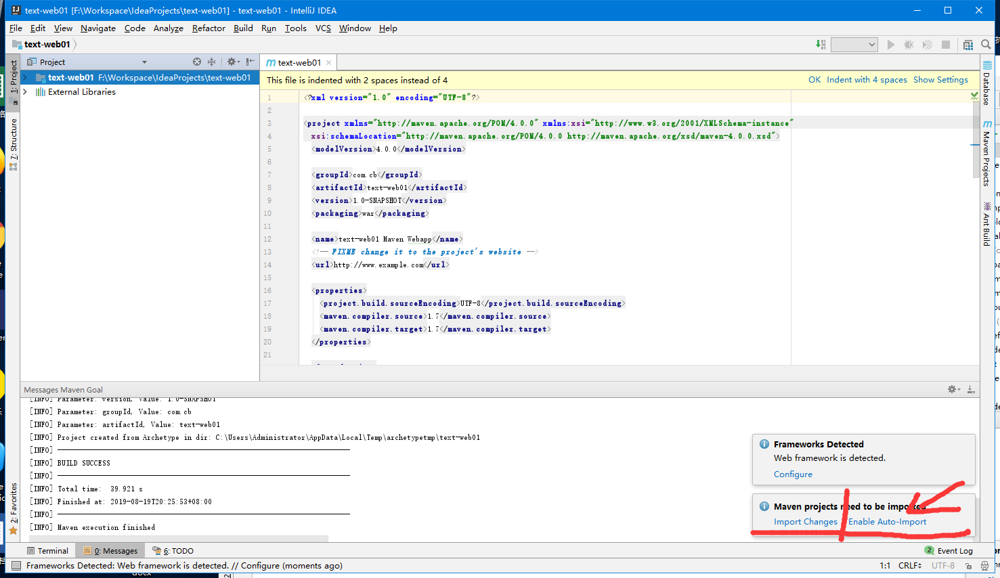 text-web01 [F:\Workspace\IdeaProjects\text-web01] - text-web01 - IntelliJ IDEA
File Edit View Navigate Code Analyze Refactor Build Run Tools VCS Window Help
text-web01
1: Project
7: Structure
2: Favorites
Project
text-web01 F:\Workspace\IdeaProjects\text-web01
External Libraries
text-web01
This file is indented with 2 spaces instead of 4
OK Indent with 4 spaces Show Settings
1 <?xml version="1.0" encoding="UTF-8"?>
2
3 <project xmlns="http://maven.apache.org/POM/4.0.0" xmlns:xsi="http://www.w3.org/2001/XMLSchema-instance"
4 xsi:schemaLocation="http://maven.apache.org/POM/4.0.0 http://maven.apache.org/xsd/maven-4.0.0.xsd">
5 <modelVersion>4.0.0</modelVersion>
6
7 <groupId>com.cb</groupId>
8 <artifactId>text-web01</artifactId>
9 <version>1.0-SNAPSHOT</version>
10 <packaging>war</packaging>
11
12 <name>text-web01 Maven Webapp</name>
13 <!-- FIXME change it to the project's website -->
14 <url>http://www.example.com</url>
15
16 <properties>
17 <project.build.sourceEncoding>UTF-8</project.build.sourceEncoding>
18 <maven.compiler.source>1.7</maven.compiler.source>
19 <maven.compiler.target>1.7</maven.compiler.target>
20 </properties>
21
Database
Maven Projects
Ant Build
Messages Maven Goal
[INFO] Parameter: version, Value: 1.0-SNAPSHOT
[INFO] Parameter: groupId, Value: com.cb
[INFO] Parameter: artifactId, Value: text-web01
[INFO] Project created from Archetype in dir: C:\Users\Administrator\AppData\Local\Temp\archetypetmp\text-web01
[INFO] ------------------------------------------------------------------------
[INFO] BUILD SUCCESS
[INFO] ------------------------------------------------------------------------
[INFO] Total time: 39.921 s
[INFO] Finished at: 2019-08-19T20:25:53+08:00
[INFO] ------------------------------------------------------------------------
[INFO] Maven execution finished
Frameworks Detected
Web framework is detected.
Configure
Maven projects need to be imported
Import Changes Enable Auto-Import
Terminal 0: Messages 6: TODO 2 Event Log
Frameworks Detected: Web framework is detected. // Configure (moments ago) 1:1 CRLF UTF-8